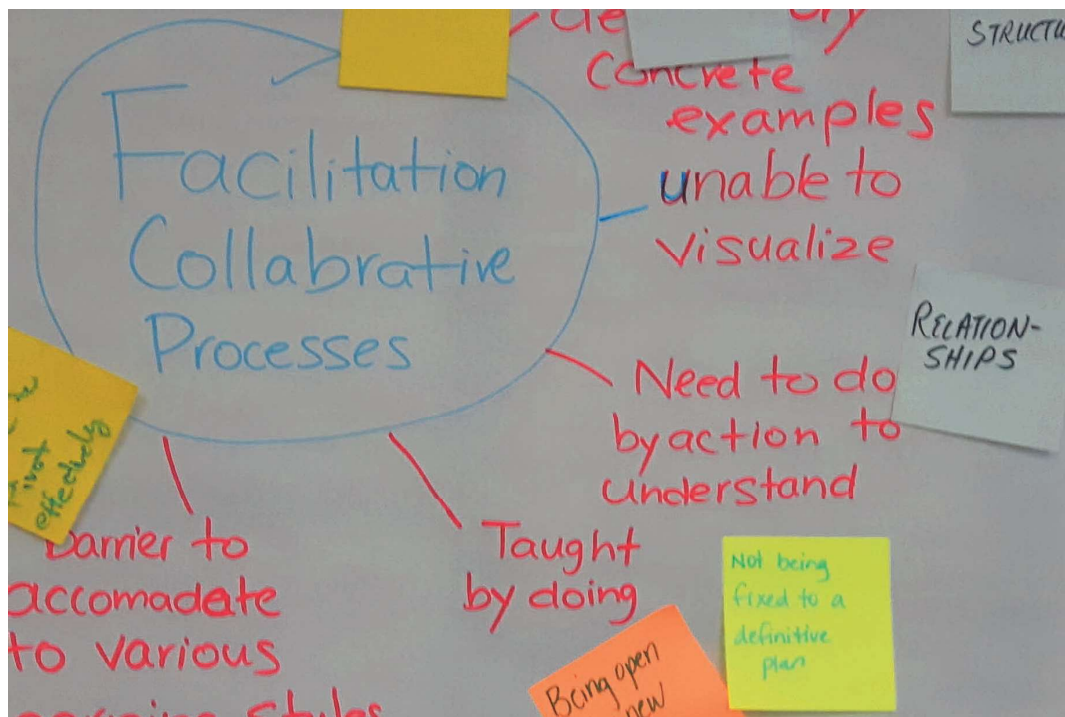 Facilitation
Collabrative
Processes
Concrete
examples
unable to
visualize
STRUCTU
RELATION-
SHIPS
Need to do
by action to
understand
Taught
by doing
Barrier to
accomadate
to various
styles
effectively
Not being
fixed to a
definitive
plan
Being open
new